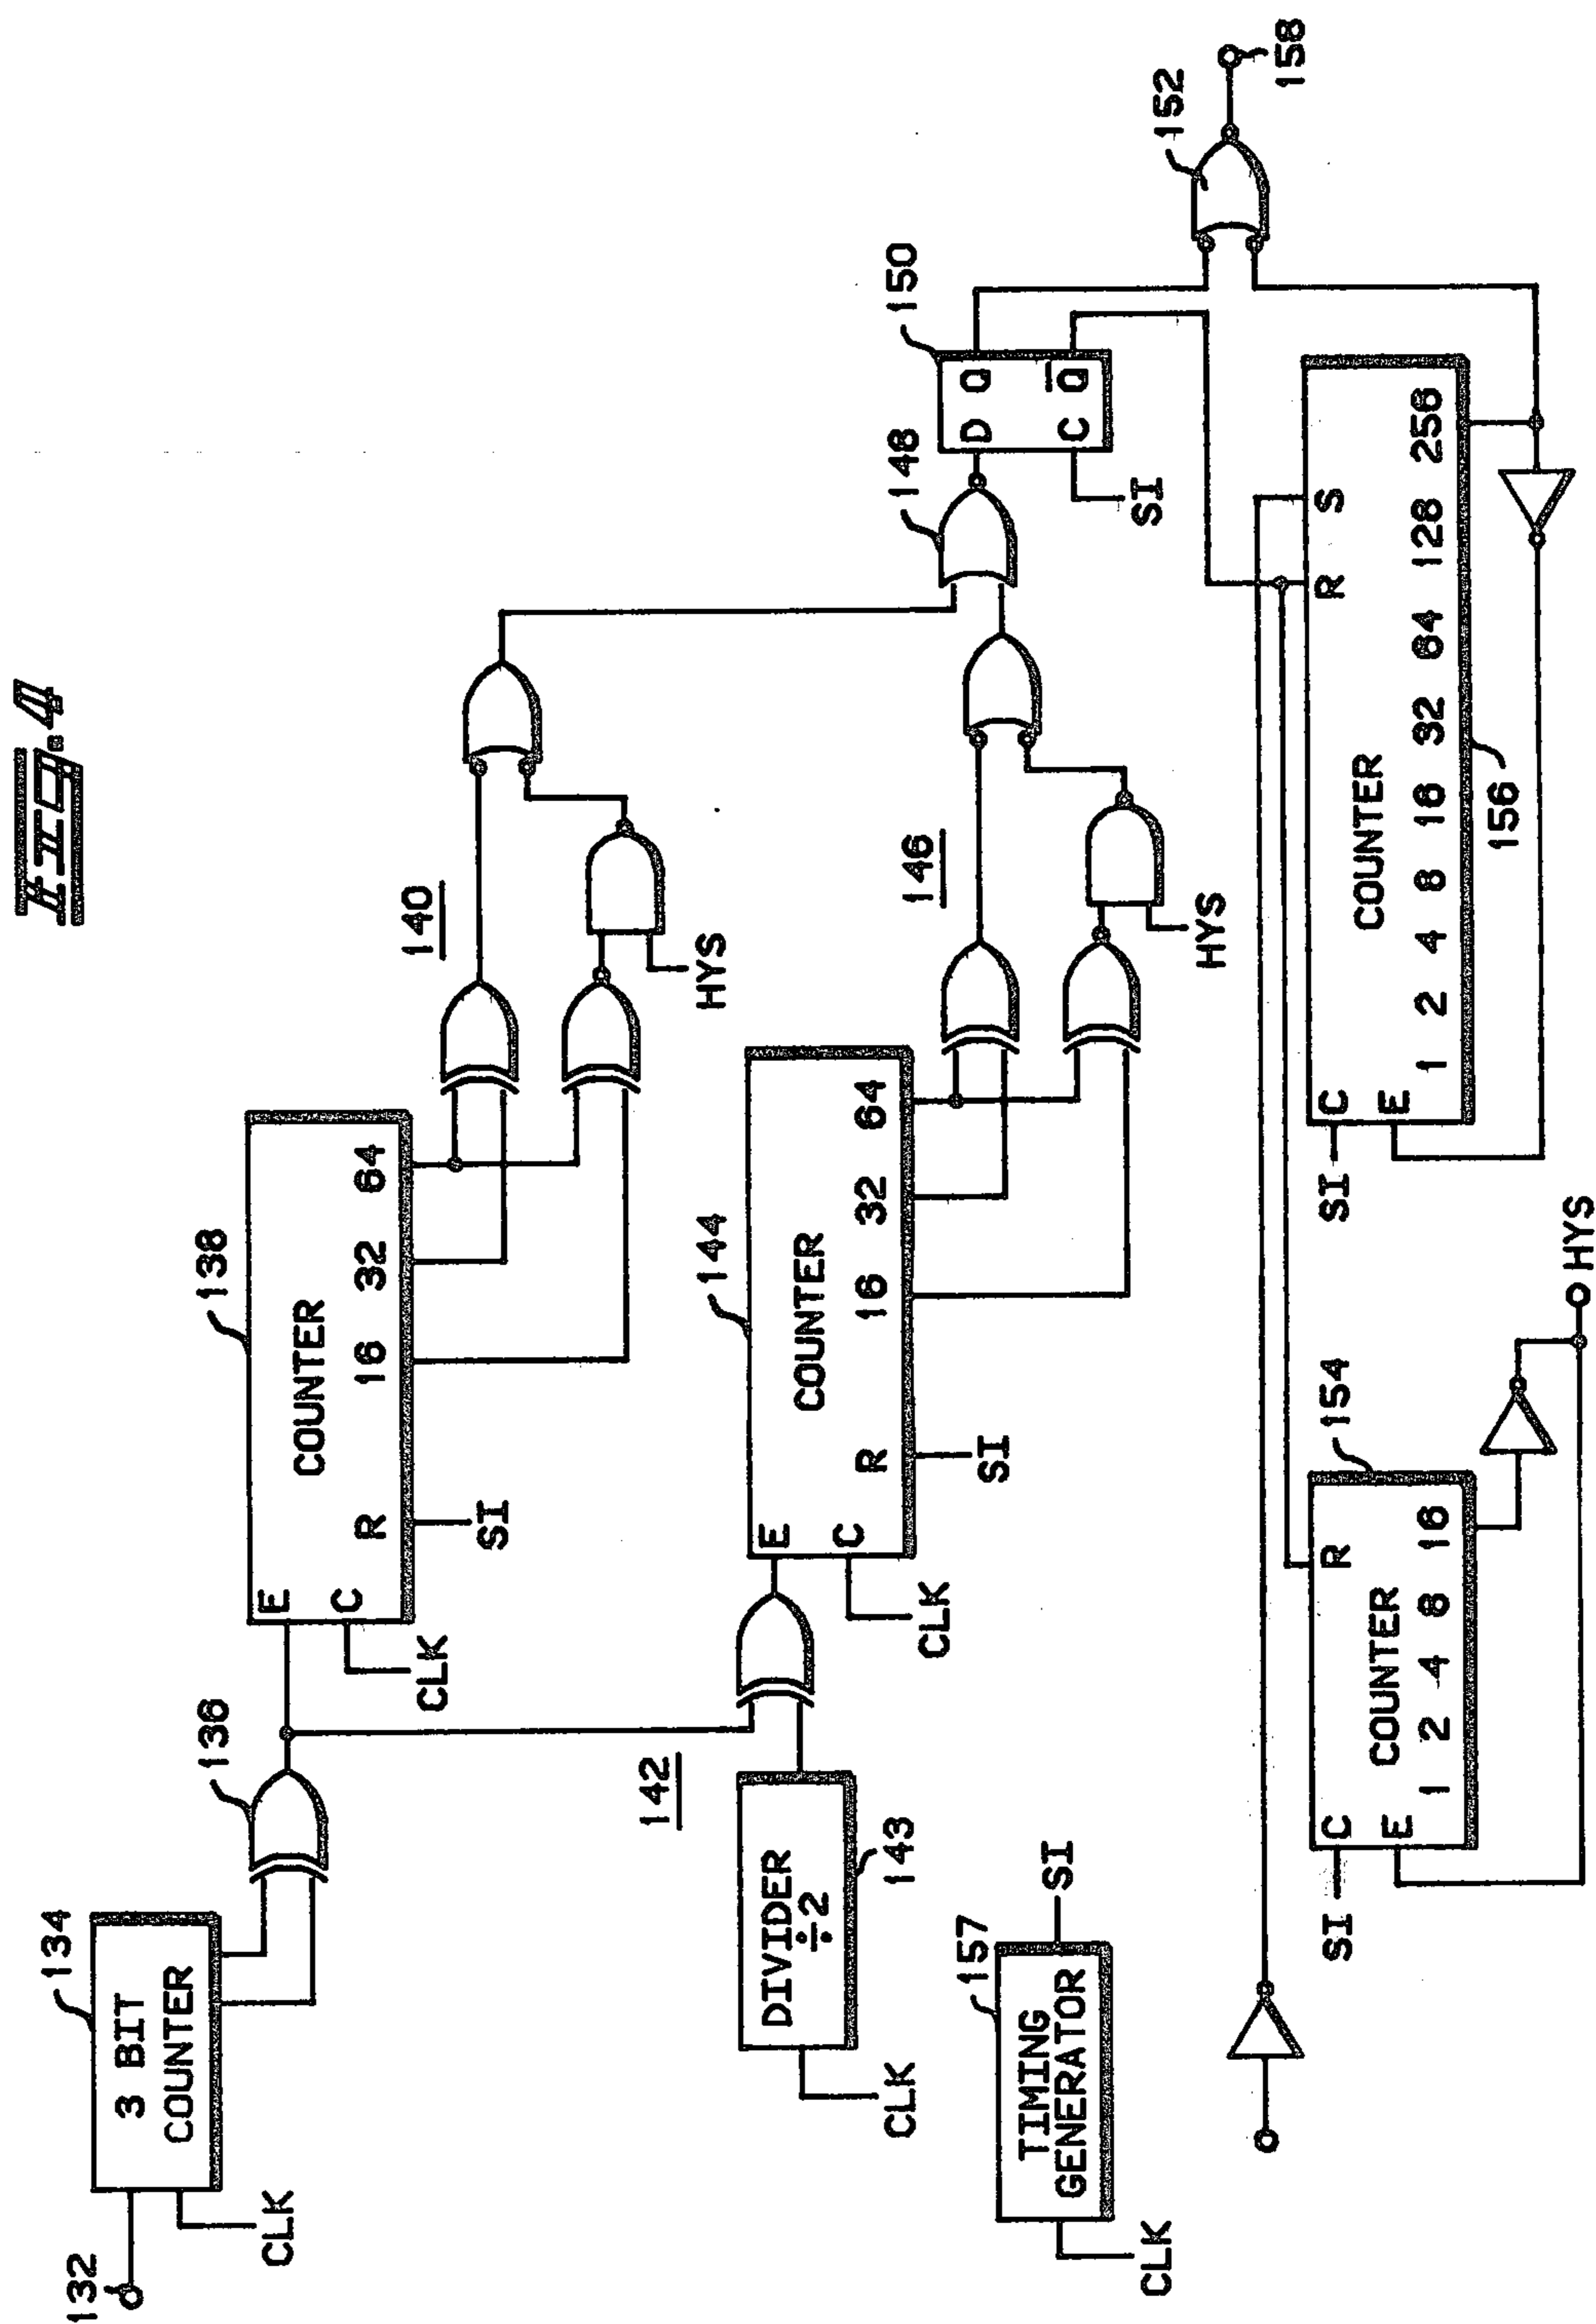 FIG. 4
132
134
3 BIT
COUNTER
CLK
136
138
COUNTER
E
C
R
16 32 64
CLK
SI
140
HYS
142
DIVIDER
÷2
143
CLK
144
COUNTER
E
C
R
16 32 64
CLK
SI
146
HYS
148
150
D Q
C Q̅
SI
152
158
157
TIMING
GENERATOR
CLK
SI
154
SI
C
E
R
COUNTER
1 2 4 8 16
HYS
SI
C
E
R
S
COUNTER
1 2 4 8 16 32 64 128 256
156